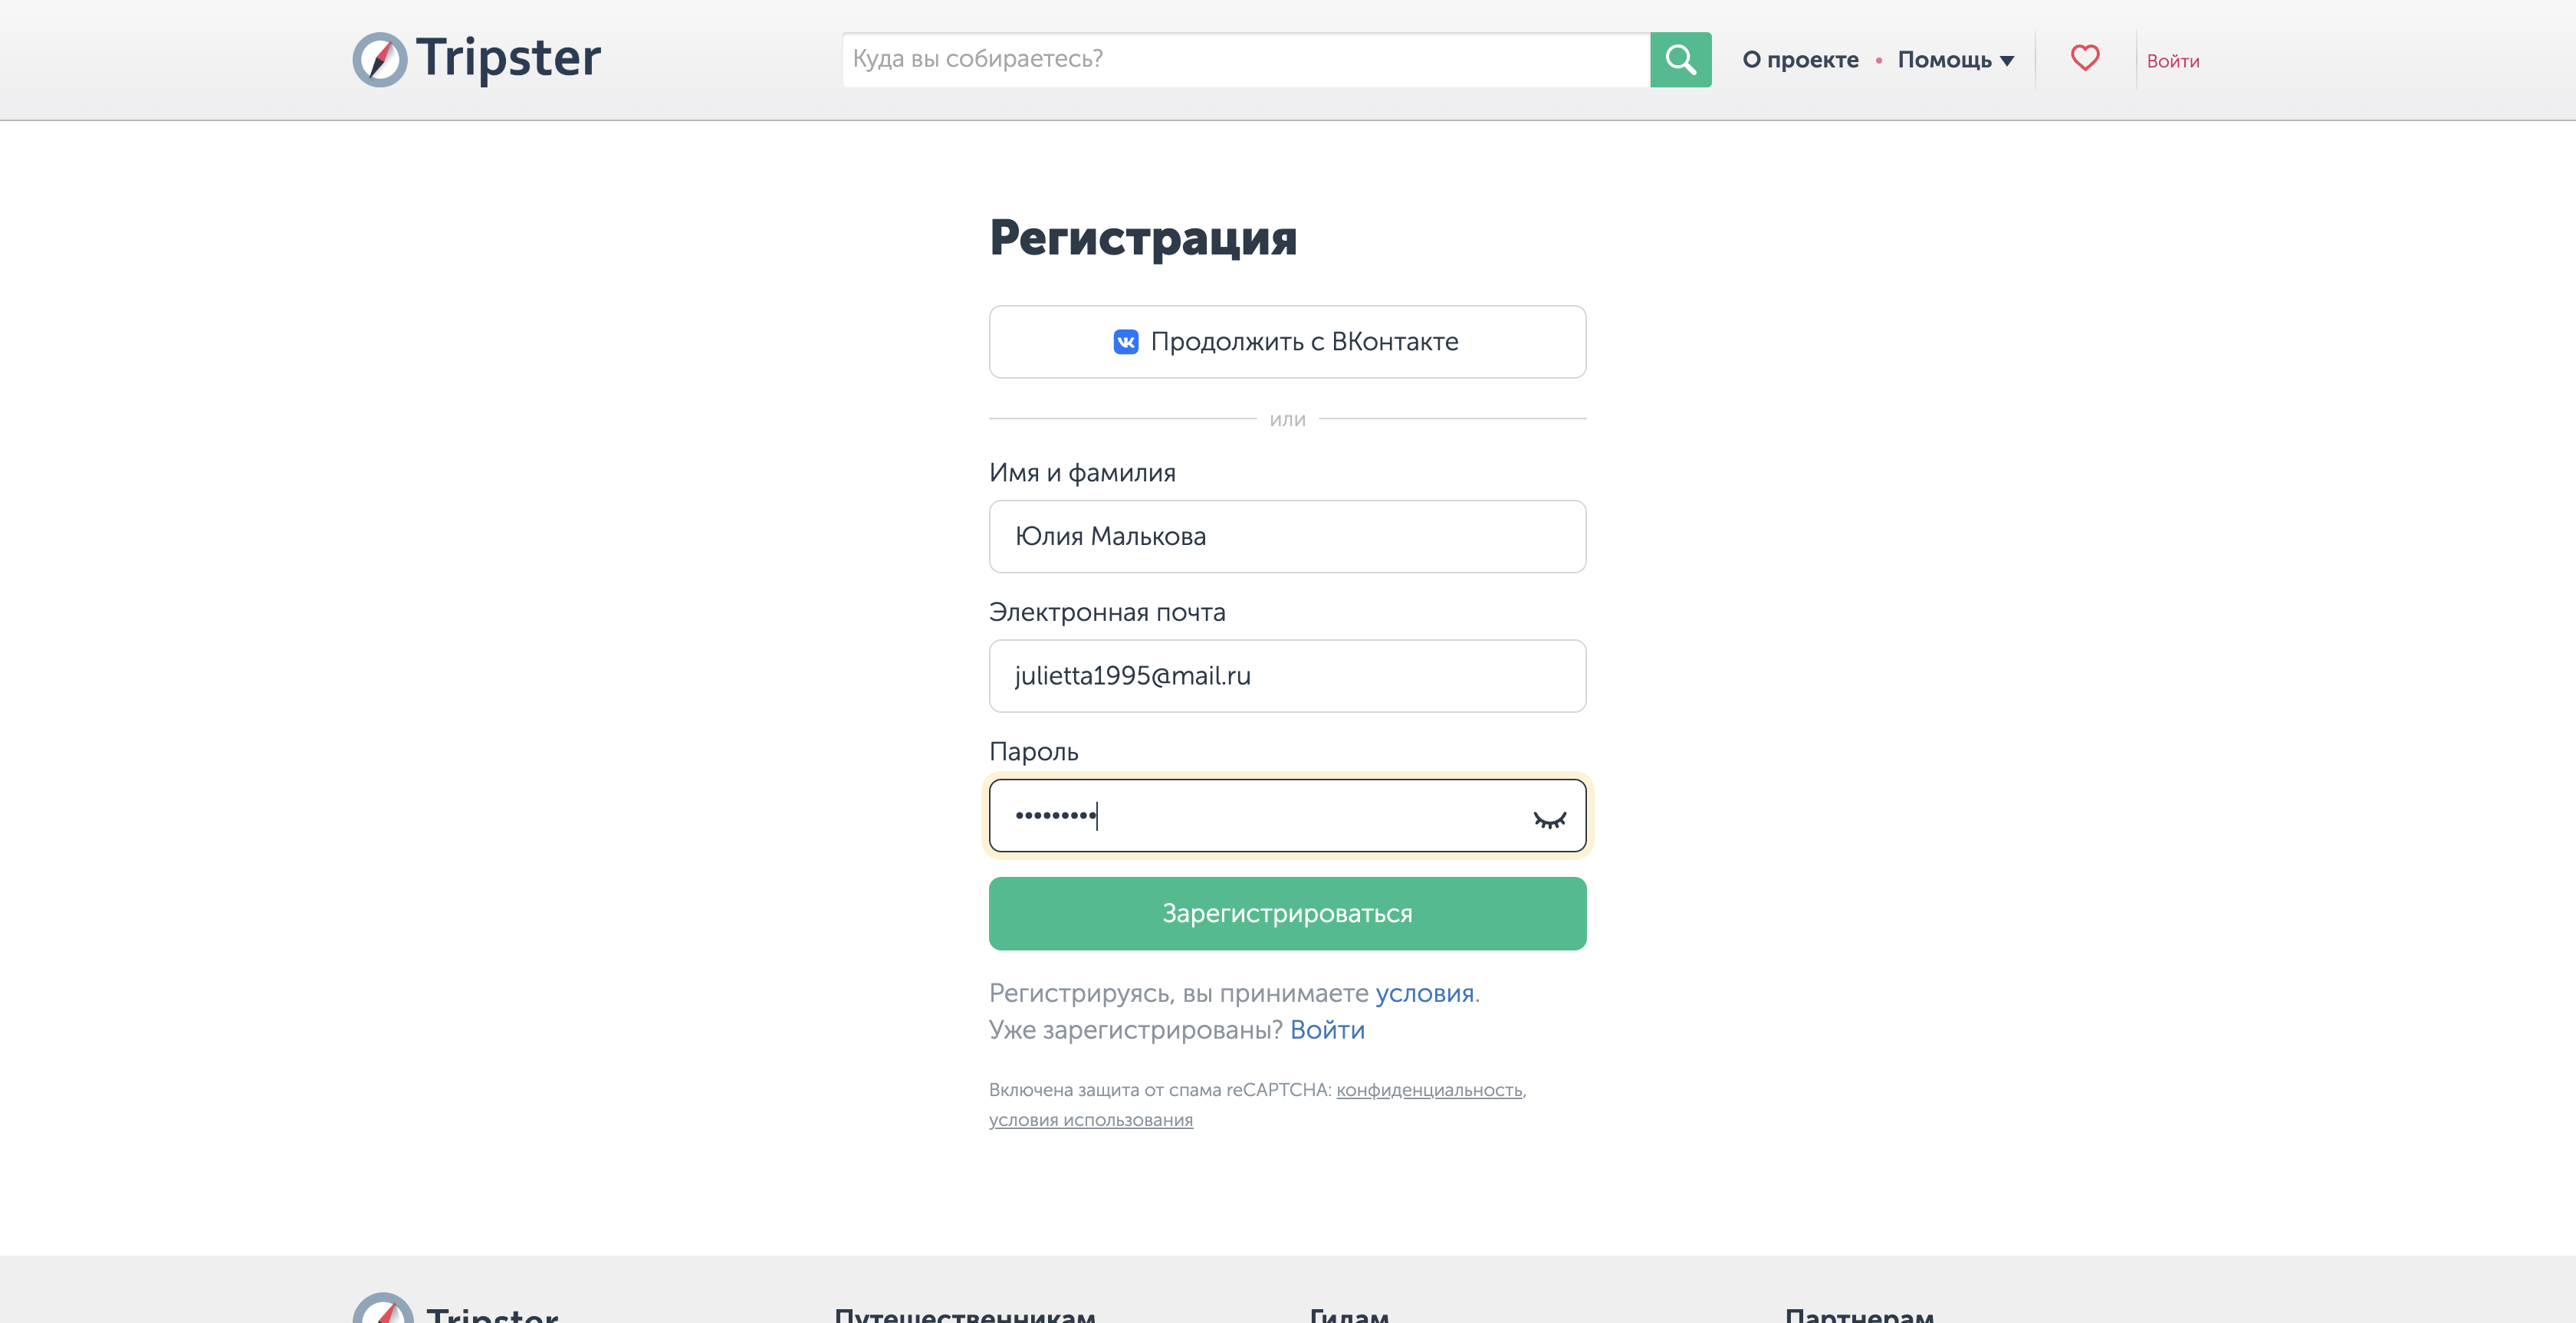 Tripster
Куда вы собираетесь?
О проекте • Помощь
Войти
Регистрация
Продолжить с ВКонтакте
или
Имя и фамилия
Юлия Малькова
Электронная почта
julietta1995@mail.ru
Пароль
•••••••••
Зарегистрироваться
Регистрируясь, вы принимаете условия.
Уже зарегистрированы? Войти
Включена защита от спама reCAPTCHA: конфиденциальность,
условия использования
Tripster
Путешественникам
Гидам
Партнерам